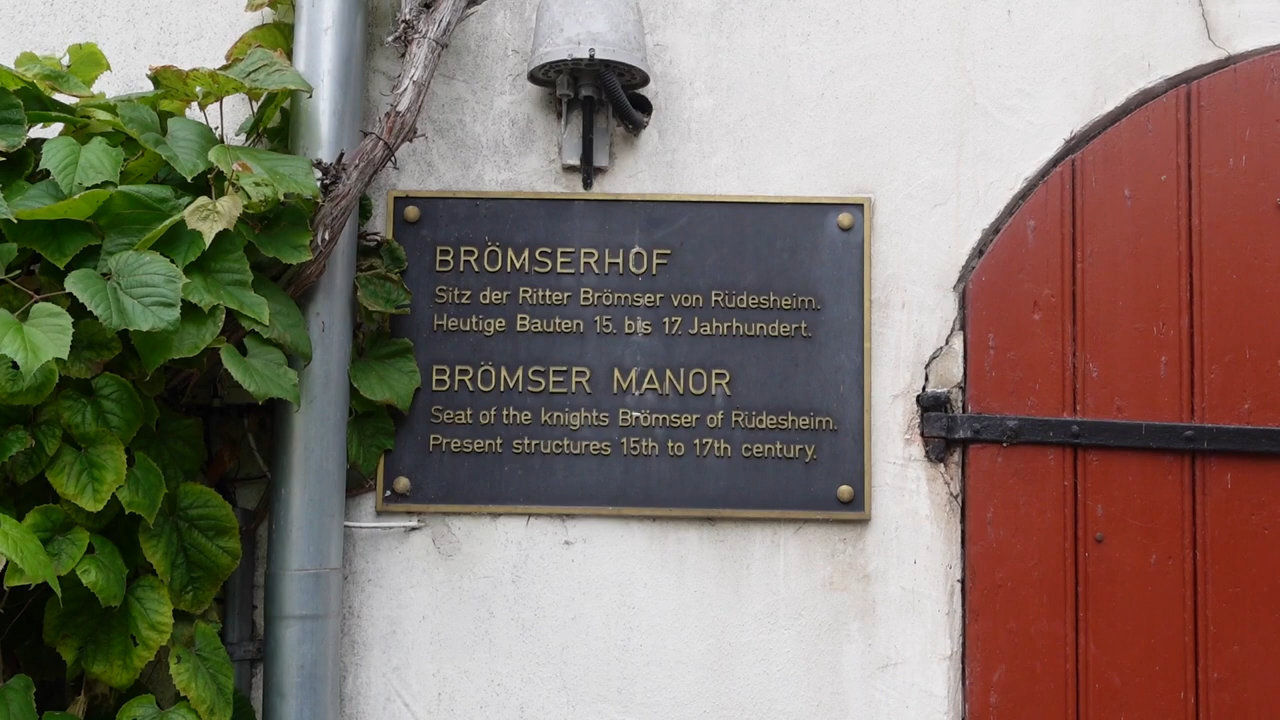 BRÖMSERHOF
Sitz der Ritter Brömser von Rüdesheim.
Heutige Bauten 15. bis 17. Jahrhundert.
BRÖMSER MANOR
Seat of the knights Brömser of Rüdesheim.
Present structures 15th to 17th century.